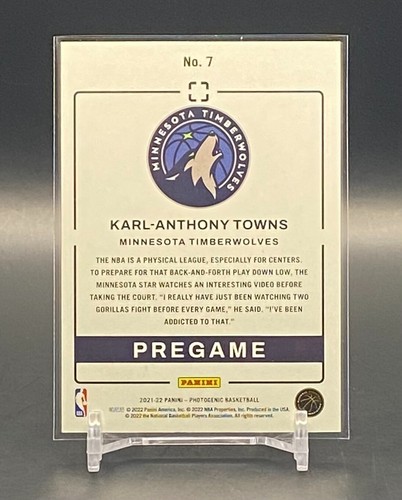 No. 7
MINNESOTA TIMBERWOLVES
KARL-ANTHONY TOWNS
MINNESOTA TIMBERWOLVES
THE NBA IS A PHYSICAL LEAGUE, ESPECIALLY FOR CENTERS.
TO PREPARE FOR THAT BACK-AND-FORTH PLAY DOWN LOW, THE
MINNESOTA STAR WATCHES AN INTERESTING VIDEO BEFORE
TAKING THE COURT. "I REALLY HAVE JUST BEEN WATCHING TWO
GORILLAS FIGHT BEFORE EVERY GAME," HE SAID. "I'VE BEEN
ADDICTED TO THAT."
PREGAME
PANINI
2021-22 PANINI – PHOTOGENIC BASKETBALL
© 2022 Panini America, Inc. © 2022 NBA Properties, Inc. Produced in the USA.
© 2022 the National Basketball Players Association. All rights reserved.